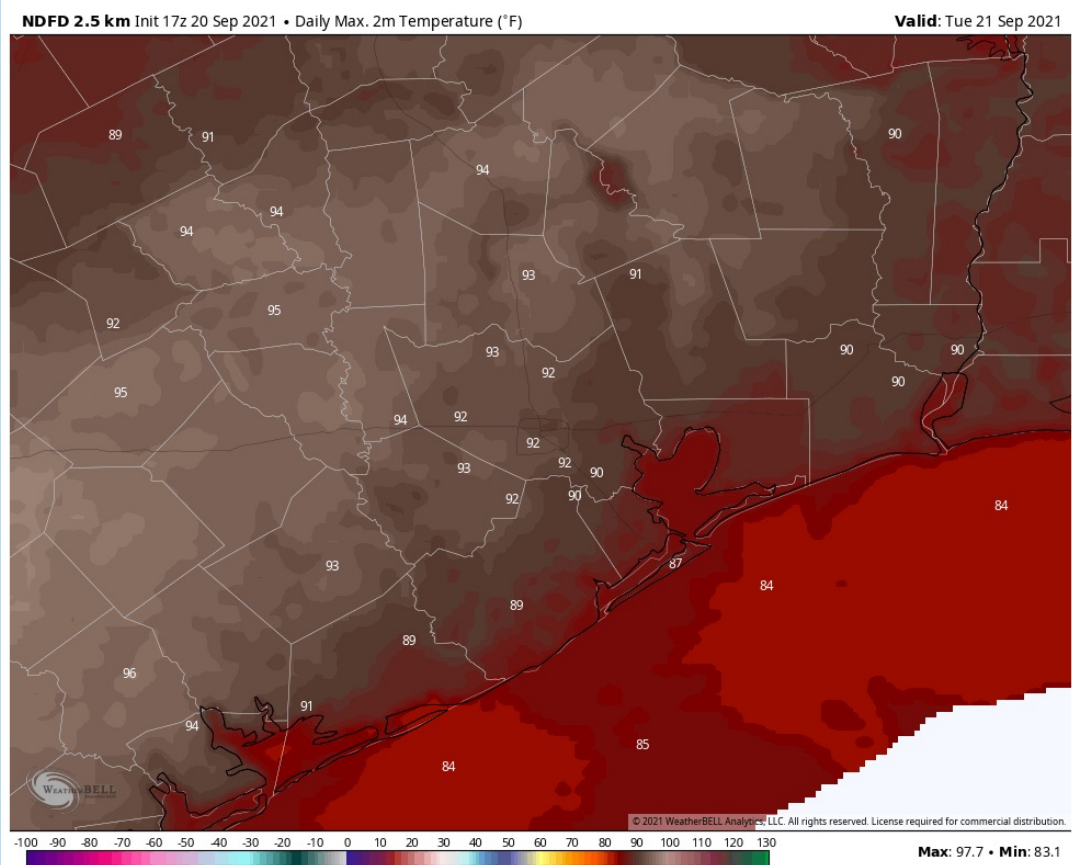 NDFD 2.5 km Init 17z 20 Sep 2021 • Daily Max. 2m Temperature (°F) Valid: Tue 21 Sep 2021
89 91 90
94
94
94
93 91
95
92
93 90 90
92
95 90
94 92
92
93 92 90
92 90
84
93
87
84
89
89
96
91
94
85
84
WEATHERBELL
© 2021 WeatherBELL Analytics, LLC. All rights reserved. License required for commercial distribution.
-100 -90 -80 -70 -60 -50 -40 -30 -20 -10 0 10 20 30 40 50 60 70 80 90 100 110 120 130
Max: 97.7 • Min: 83.1